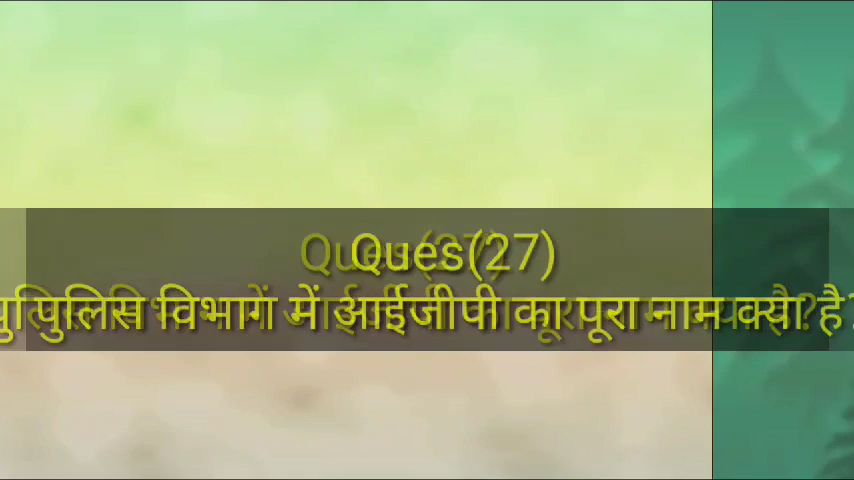 Ques(27)
पुलिस विभाग में आईजीपी का पूरा नाम क्या है?